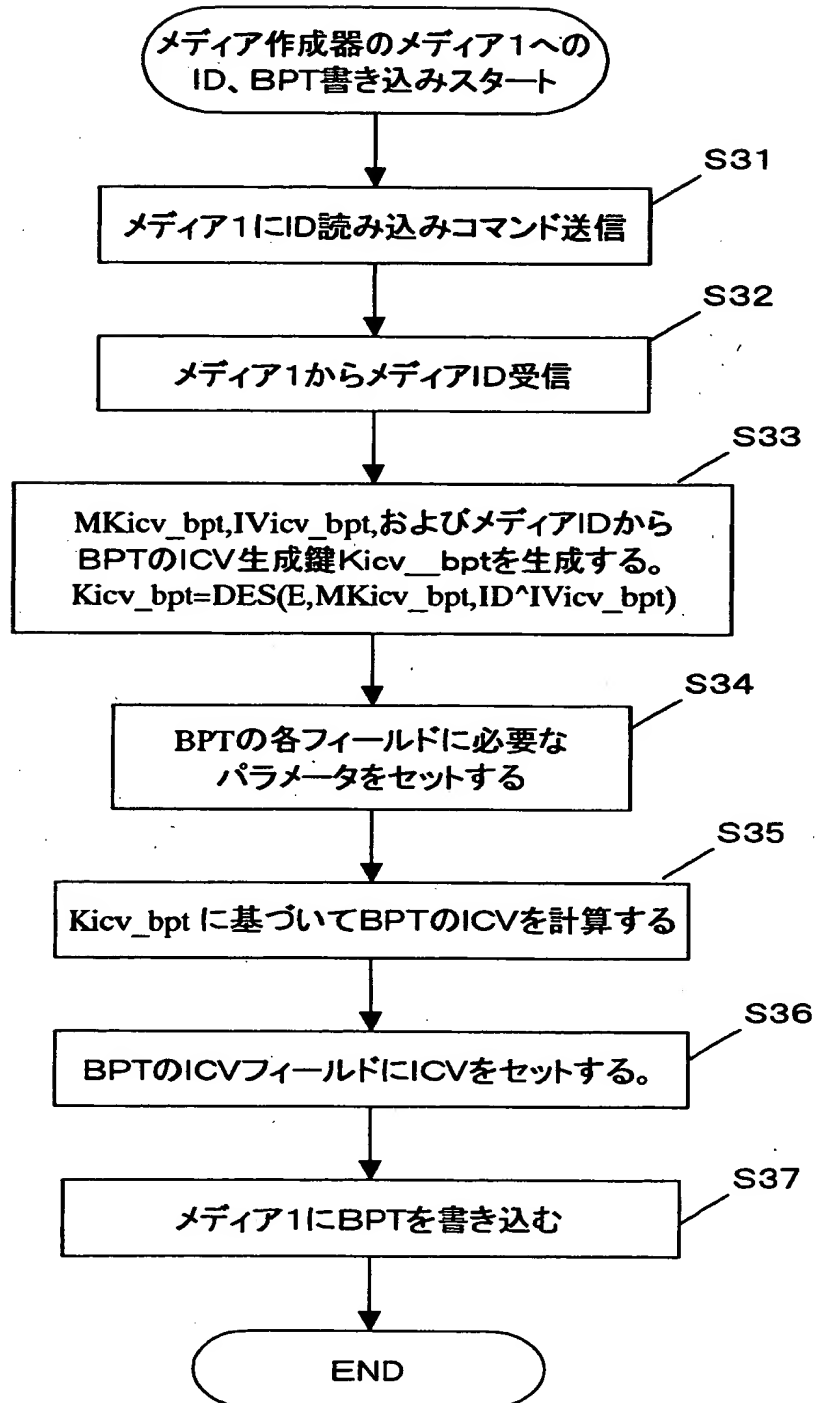 メディア作成器のメディア1への
ID、BPT書き込みスタート
S31
メディア1にID読み込みコマンド送信
S32
メディア1からメディアID受信
S33
MKicv_bpt,IVicv_bpt,およびメディアIDから
BPTのICV生成鍵Kicv__bptを生成する。
Kicv_bpt=DES(E,MKicv_bpt,ID^IVicv_bpt)
S34
BPTの各フィールドに必要な
パラメータをセットする
S35
Kicv_bpt に基づいてBPTのICVを計算する
S36
BPTのICVフィールドにICVをセットする。
S37
メディア1にBPTを書き込む
END